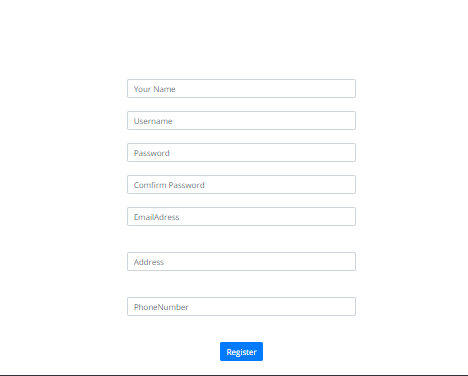 Your Name
Username
Password
Comfirm Password
EmailAdress
Address
PhoneNumber
Register